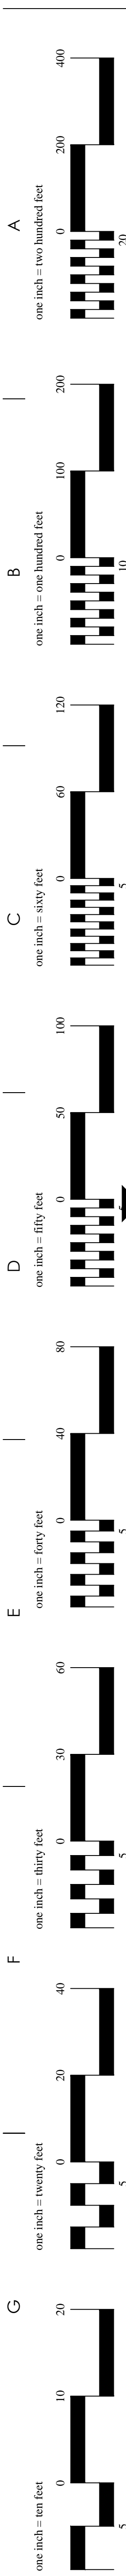 G F E D C B A
one inch = ten feet one inch = twenty feet one inch = thirty feet one inch = forty feet one inch = fifty feet one inch = sixty feet one inch = one hundred feet one inch = two hundred feet
0 10 20 0 20 40 0 30 60 0 40 80 0 50 100 0 60 120 0 100 200 0 200 400
5 5 5 5 5 5 10 20